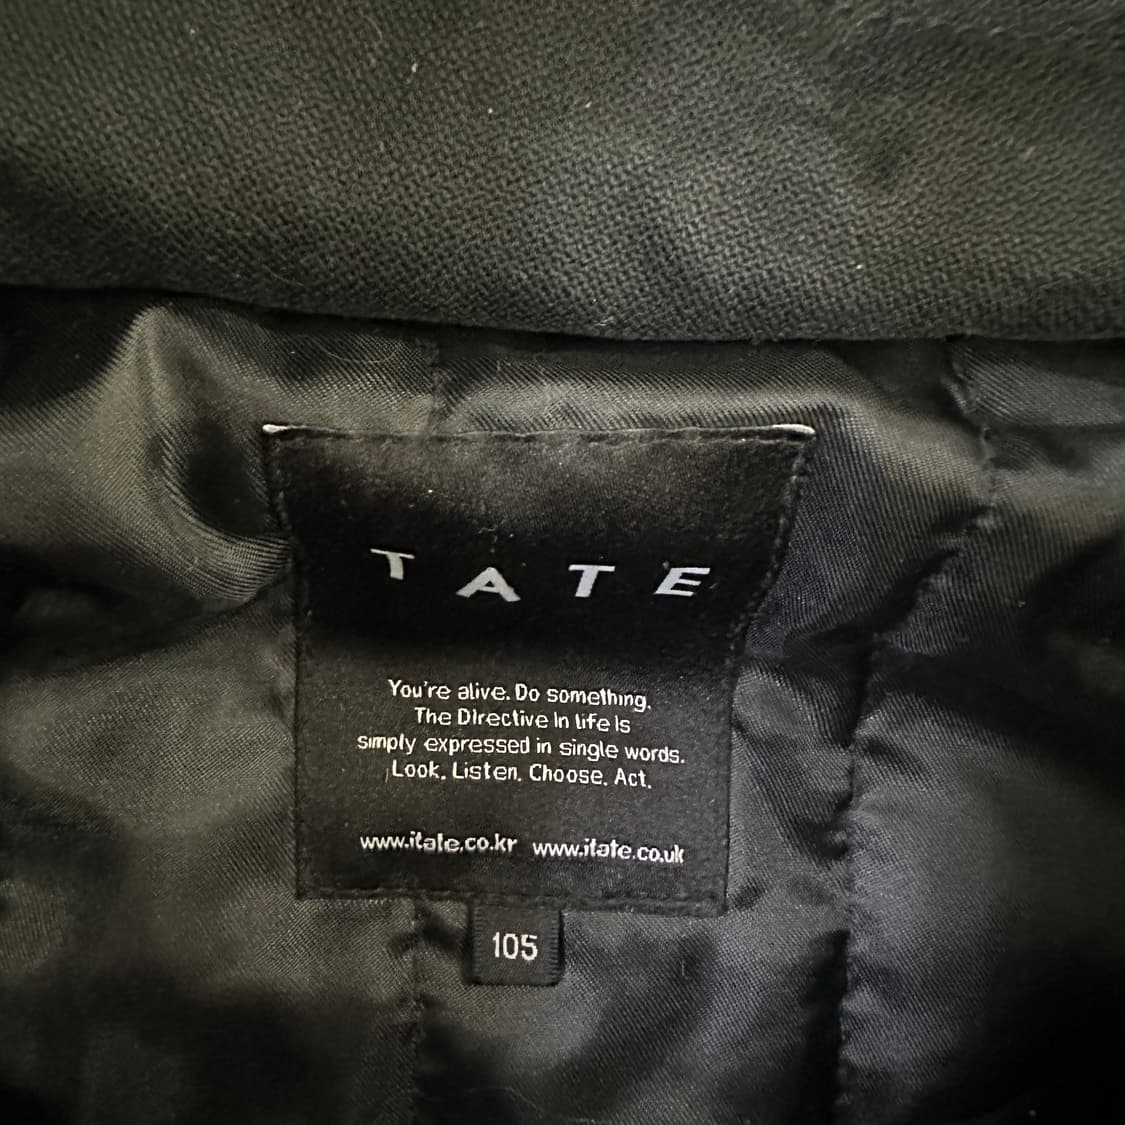 TATE
You're alive. Do something.
The Directive In life Is
simply expressed in single words.
Look. Listen. Choose. Act.
www.itate.co.kr www.itate.co.uk
105